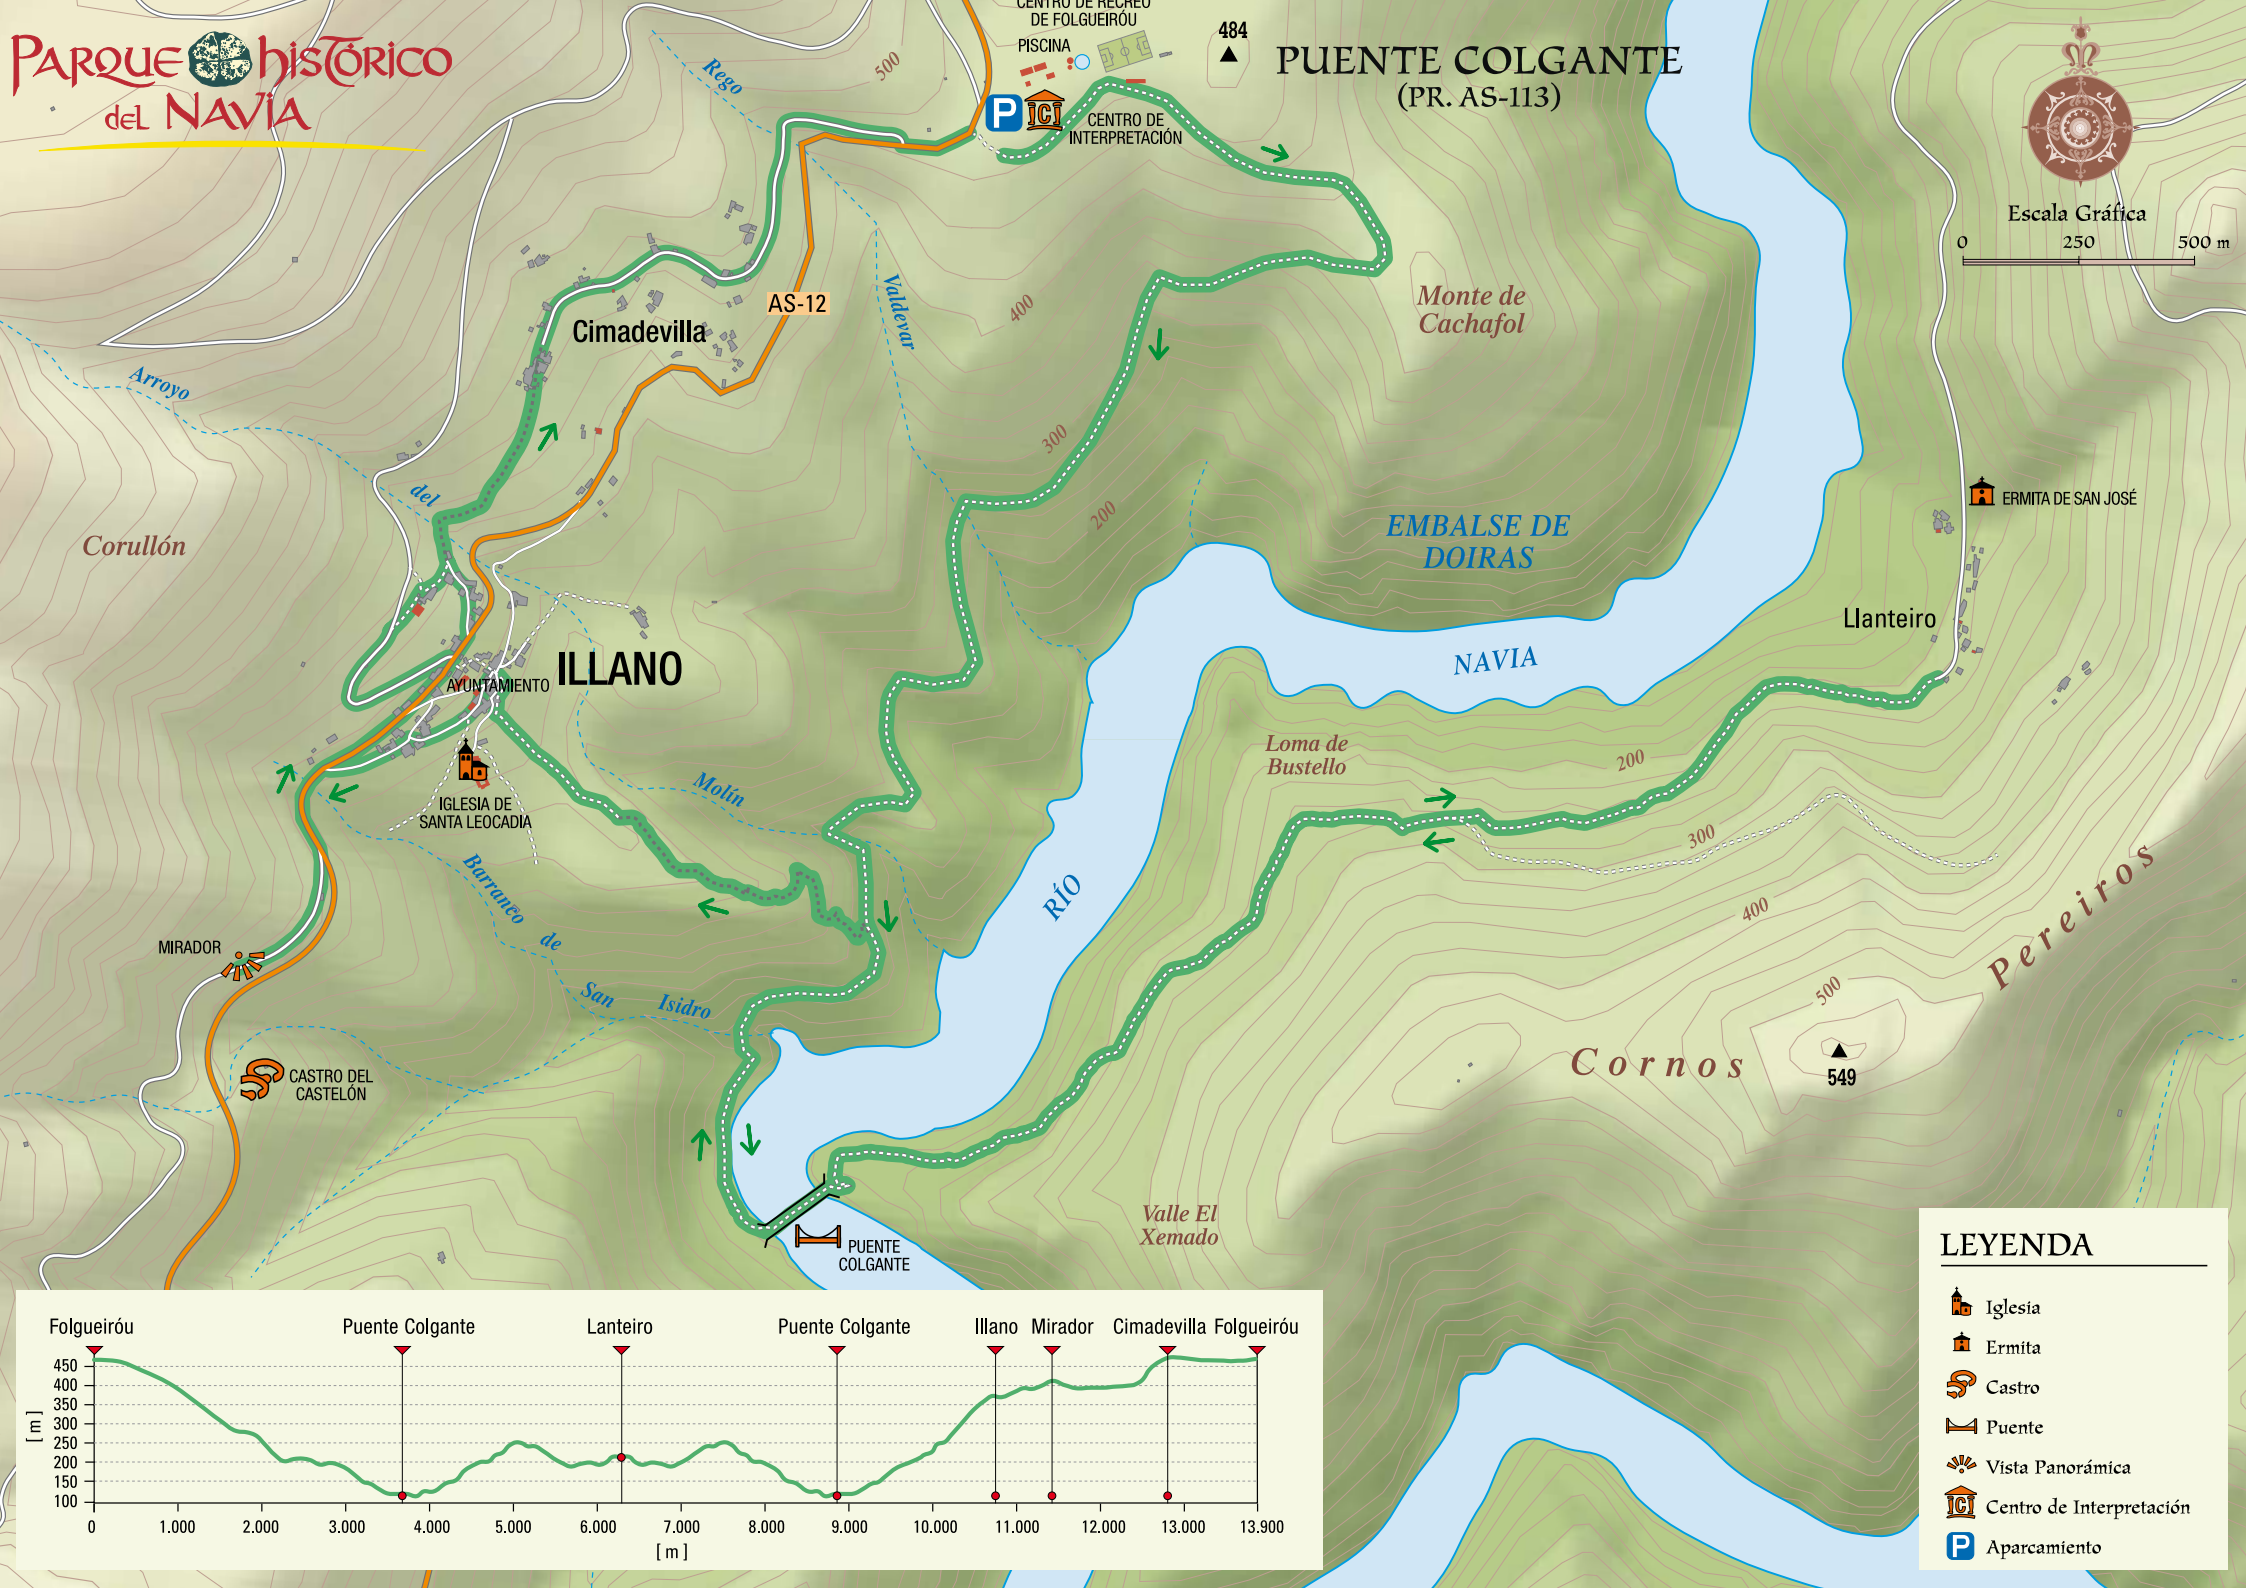 PARQUE hisTÓRICO
del NAVIA
CENTRO DE RECREO
DE FOLGUEIRÓU
PISCINA
484
PUENTE COLGANTE
(PR. AS-113)
P
CENTRO DE
INTERPRETACIÓN
500
Rego
Valdevar
Escala Gráfica
0 250 500 m
AS-12
Cimadevilla
400
Monte de
Cachafol
Arroyo
del
300
200
Corullón
EMBALSE DE
DOIRAS
ERMITA DE SAN JOSÉ
Llanteiro
NAVIA
ILLANO
AYUNTAMIENTO
Loma de
Bustello
200
Molín
IGLESIA DE
SANTA LEOCADIA
300
Barranco
de
San Isidro
RÍO
400
Pereiros
MIRADOR
500
Cornos
549
CASTRO DEL
CASTELÓN
Valle El
Xemado
PUENTE
COLGANTE
LEYENDA
Iglesia
Ermita
Castro
Puente
Vista Panorámica
Centro de Interpretación
P Aparcamiento
Folgueiróu Puente Colgante Lanteiro Puente Colgante Illano Mirador Cimadevilla Folgueiróu
450
400
350
300
250
200
150
100
[ m ]
0 1.000 2.000 3.000 4.000 5.000 6.000 7.000 8.000 9.000 10.000 11.000 12.000 13.000 13.900
[ m ]